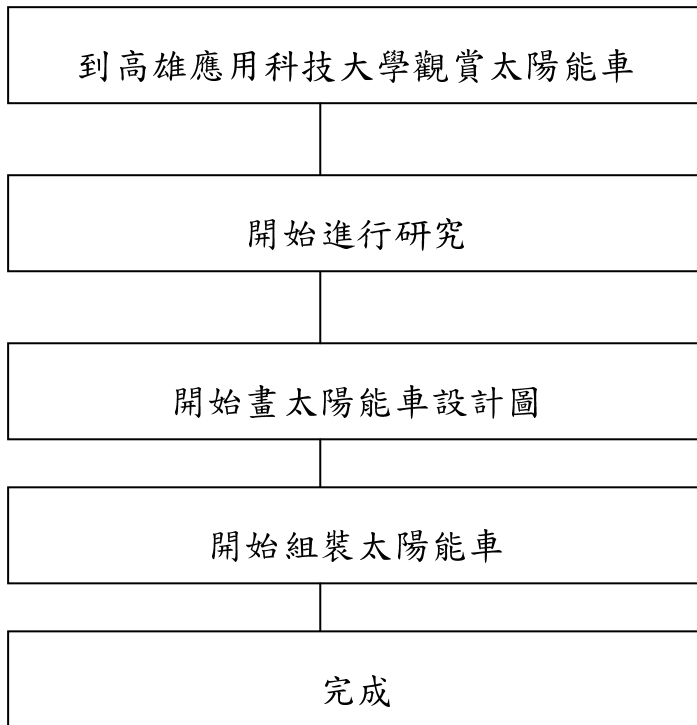 到高雄應用科技大學觀賞太陽能車
開始進行研究
開始畫太陽能車設計圖
開始組裝太陽能車
完成